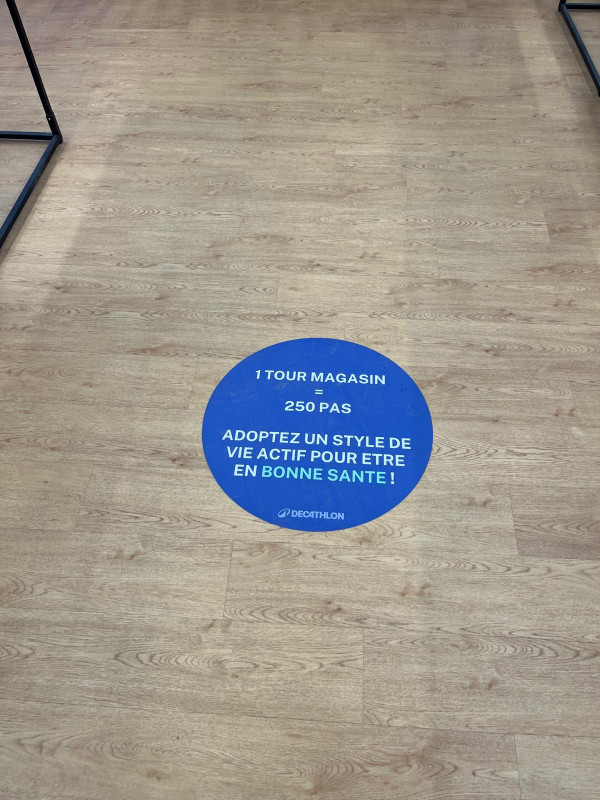 1 TOUR MAGASIN
=
250 PAS
ADOPTEZ UN STYLE DE
VIE ACTIF POUR ETRE
EN BONNE SANTE !
DECATHLON